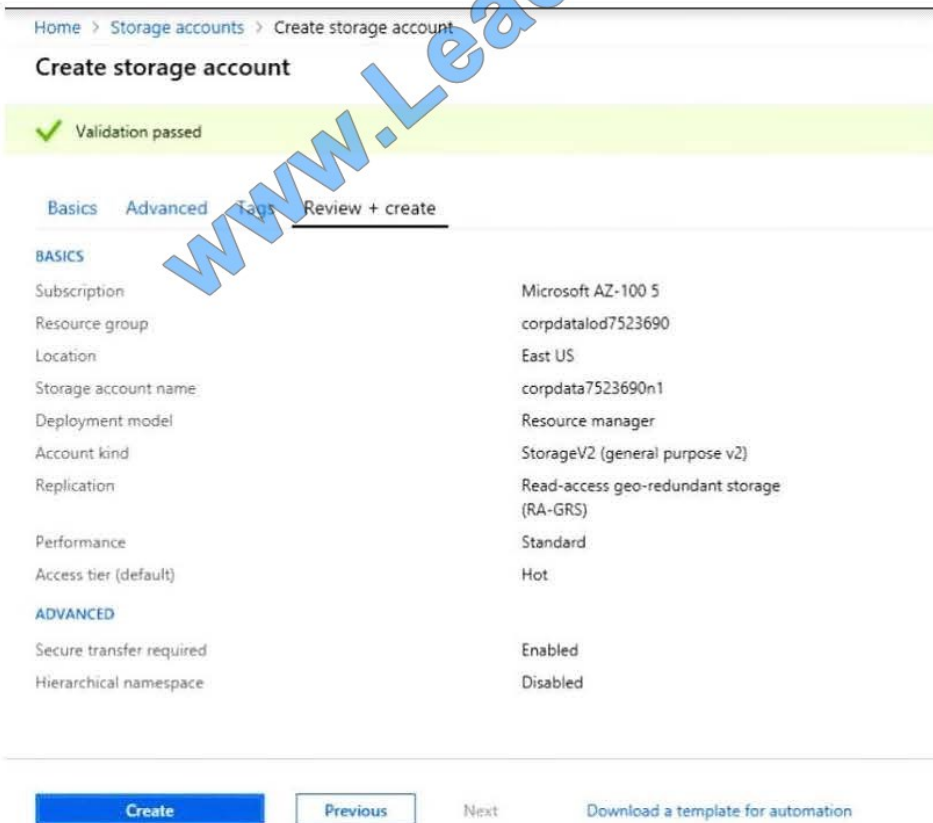 Home > Storage accounts > Create storage account
Create storage account
Validation passed
Basics Advanced Tags Review + create
BASICS
Subscription Microsoft AZ-100 5
Resource group corpdatalod7523690
Location East US
Storage account name corpdata7523690n1
Deployment model Resource manager
Account kind StorageV2 (general purpose v2)
Replication Read-access geo-redundant storage
(RA-GRS)
Performance Standard
Access tier (default) Hot
ADVANCED
Secure transfer required Enabled
Hierarchical namespace Disabled
Create Previous Next Download a template for automation